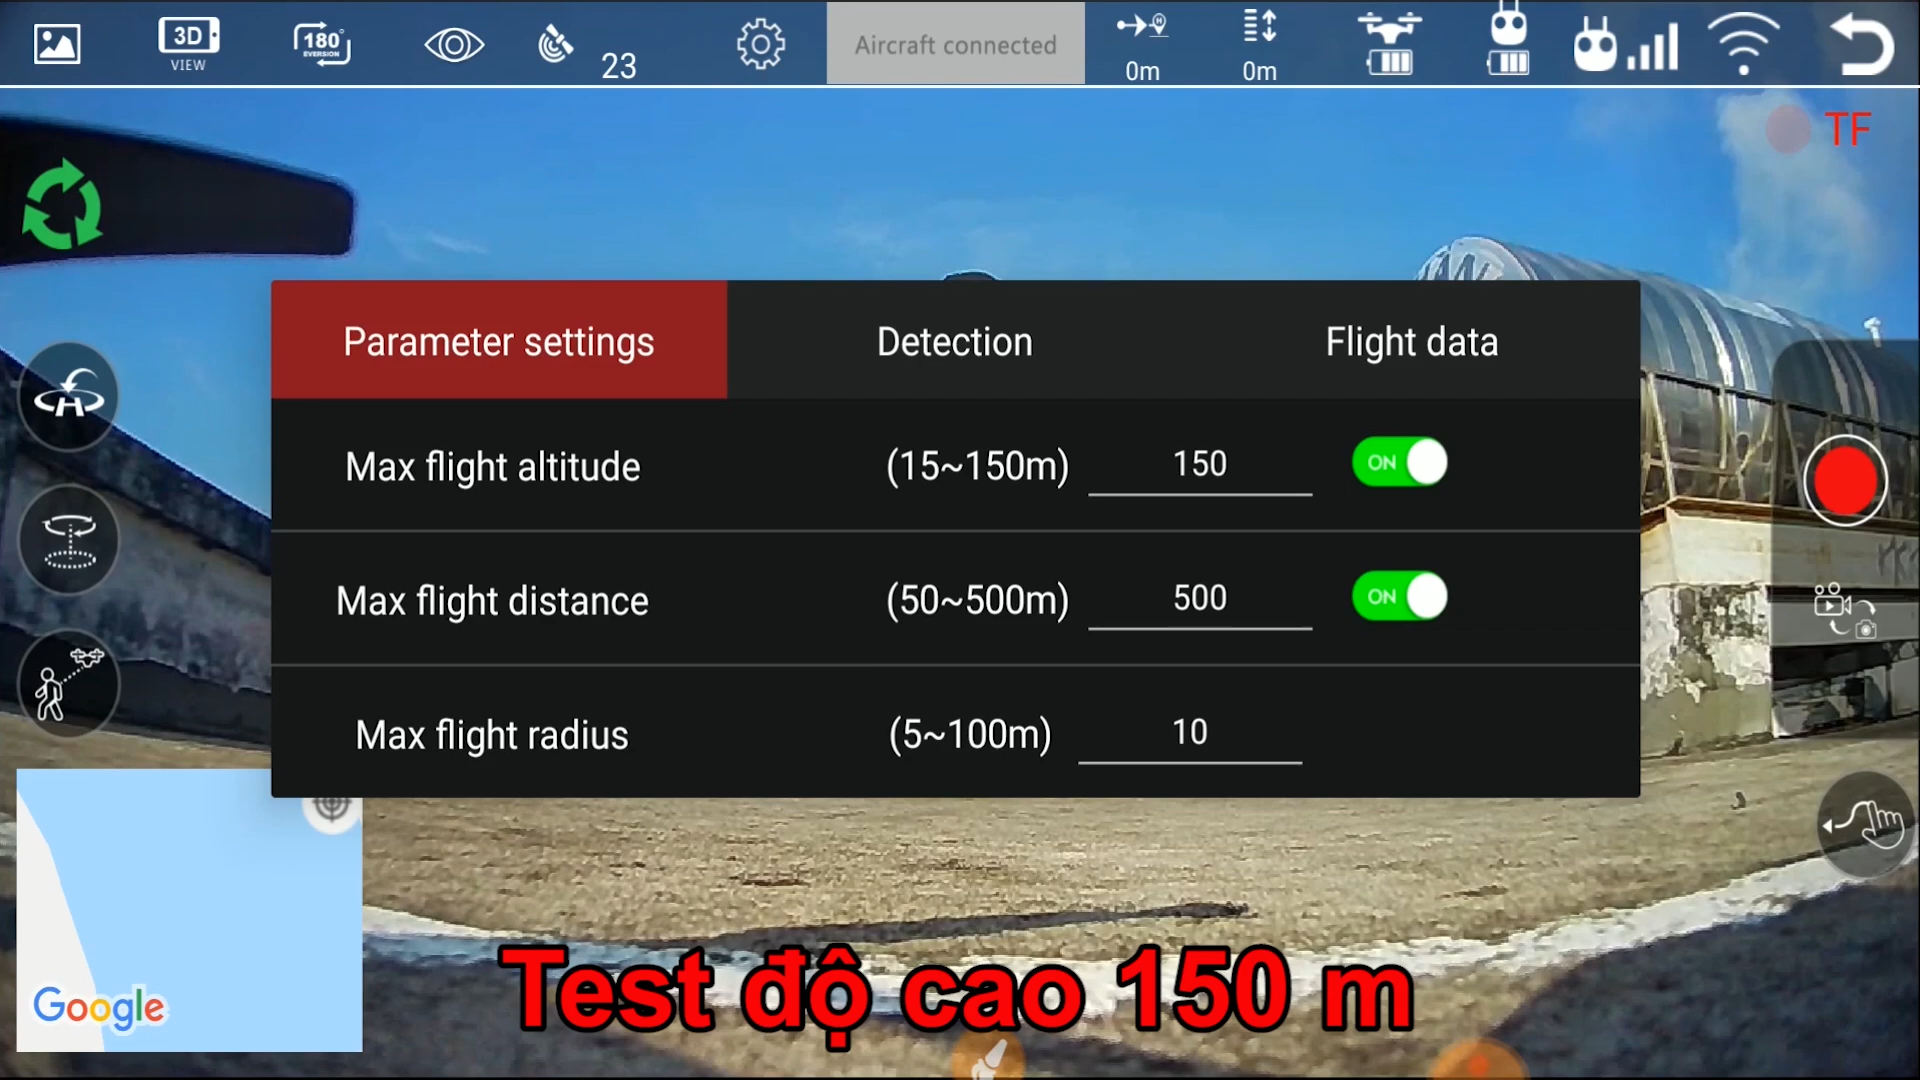 3D
VIEW
180°
EVERSION
23
Aircraft connected
0m
0m
TF
Parameter settings
Detection
Flight data
Max flight altitude
(15~150m)
150
ON
Max flight distance
(50~500m)
500
ON
Max flight radius
(5~100m)
10
Google
Test độ cao 150 m